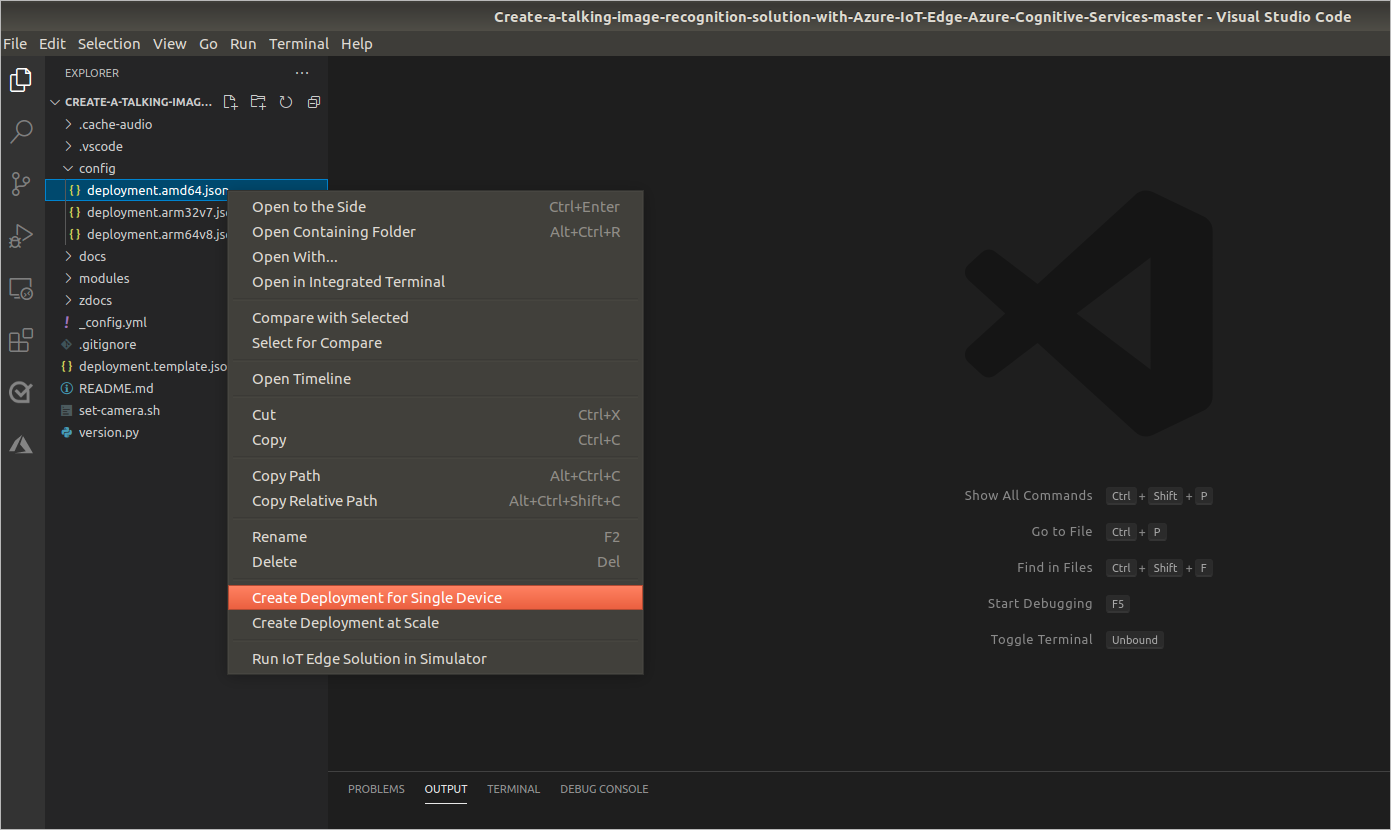 Create-a-talking-image-recognition-solution-with-Azure-IoT-Edge-Azure-Cognitive-Services-master - Visual Studio Code
File Edit Selection View Go Run Terminal Help
EXPLORER ...
CREATE-A-TALKING-IMAG...
.cache-audio
.vscode
config
{} deployment.amd64.json
{} deployment.arm32v7.jso
{} deployment.arm64v8.jso
docs
modules
zdocs
! _config.yml
.gitignore
{} deployment.template.jso
README.md
set-camera.sh
version.py
Open to the Side Ctrl+Enter
Open Containing Folder Alt+Ctrl+R
Open With...
Open in Integrated Terminal
Compare with Selected
Select for Compare
Open Timeline
Cut Ctrl+X
Copy Ctrl+C
Copy Path Alt+Ctrl+C
Copy Relative Path Alt+Ctrl+Shift+C
Rename F2
Delete Del
Create Deployment for Single Device
Create Deployment at Scale
Run IoT Edge Solution in Simulator
Show All Commands Ctrl + Shift + P
Go to File Ctrl + P
Find in Files Ctrl + Shift + F
Start Debugging F5
Toggle Terminal Unbound
PROBLEMS OUTPUT TERMINAL DEBUG CONSOLE